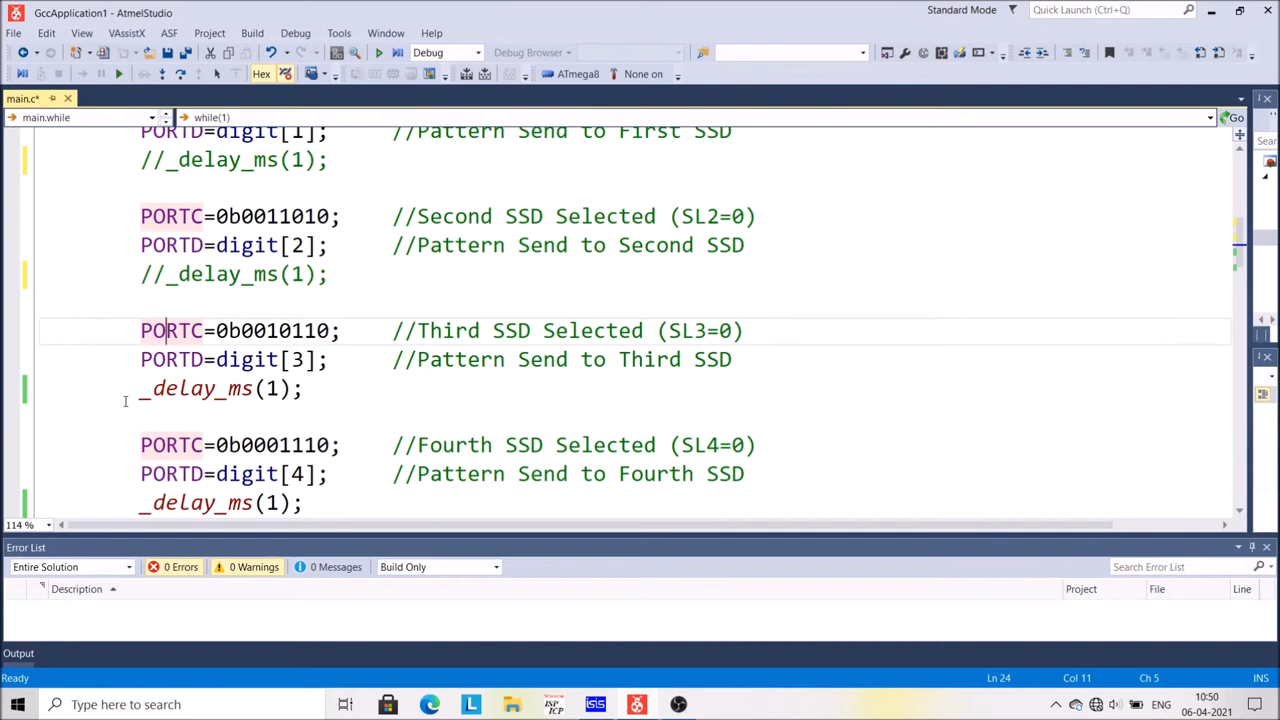 GccApplication1 - AtmelStudio
Standard Mode
Quick Launch (Ctrl+Q)
File Edit View VAssistX ASF Project Build Debug Tools Window Help
Debug
Debug Browser
Hex
ATmega8
None on
main.c*
main.while
while(1)
Go
PORTD=digit[1]; //Pattern Send to First SSD
//_delay_ms(1);
Sear
PORTC=0b0011010; //Second SSD Selected (SL2=0)
PORTD=digit[2]; //Pattern Send to Second SSD
//_delay_ms(1);
PORTC=0b0010110; //Third SSD Selected (SL3=0)
PORTD=digit[3]; //Pattern Send to Third SSD
_delay_ms(1);
PORTC=0b0001110; //Fourth SSD Selected (SL4=0)
PORTD=digit[4]; //Pattern Send to Fourth SSD
_delay_ms(1);
114 %
Error List
Entire Solution
0 Errors
0 Warnings
0 Messages
Build Only
Search Error List
Description
Project
File
Line
Output
Ready
Ln 24
Col 11
Ch 5
INS
Type here to search
L
ISP
ICP
isis
ENG
10:50
06-04-2021